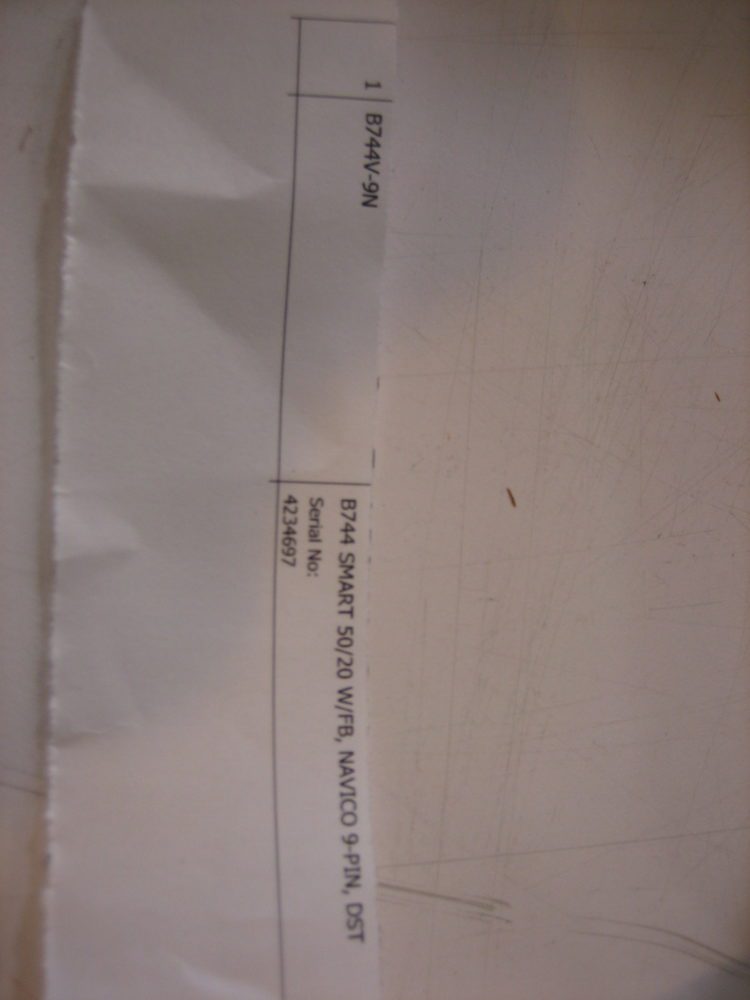 1 B744V-9N B744 SMART 50/20 W/FB, NAVICO 9-PIN, DST
Serial No:
4234697